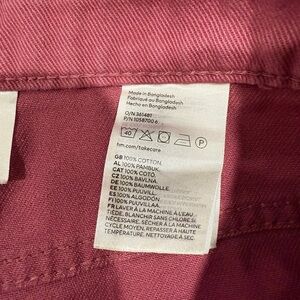 Made in Bangladesh
Fabriqué au Bangladesh
Hecho en Bangladesh
O/N 381481
P/N 1058700 6
40 P
hm.com/takecare
GB 100% COTTON.
AL 100% PAMBUK.
CAT 100% COTÓ.
CZ 100% BAVLNA.
DE 100% BAUMWOLLE.
EE 100% PUUVILL.
ES 100% ALGODÓN
FI 100% PUUVILLAA
FR LAVER À LA MACHINE À L'EAU
TIÈDE. BLANCHIR SANS CHLORE SI
NÉCESSAIRE. SÉCHER À LA MACHINE
CYCLE MOYEN. REPASSER À TIÈDE
TEMPÉRATURE. NETTOYAGE À SEC